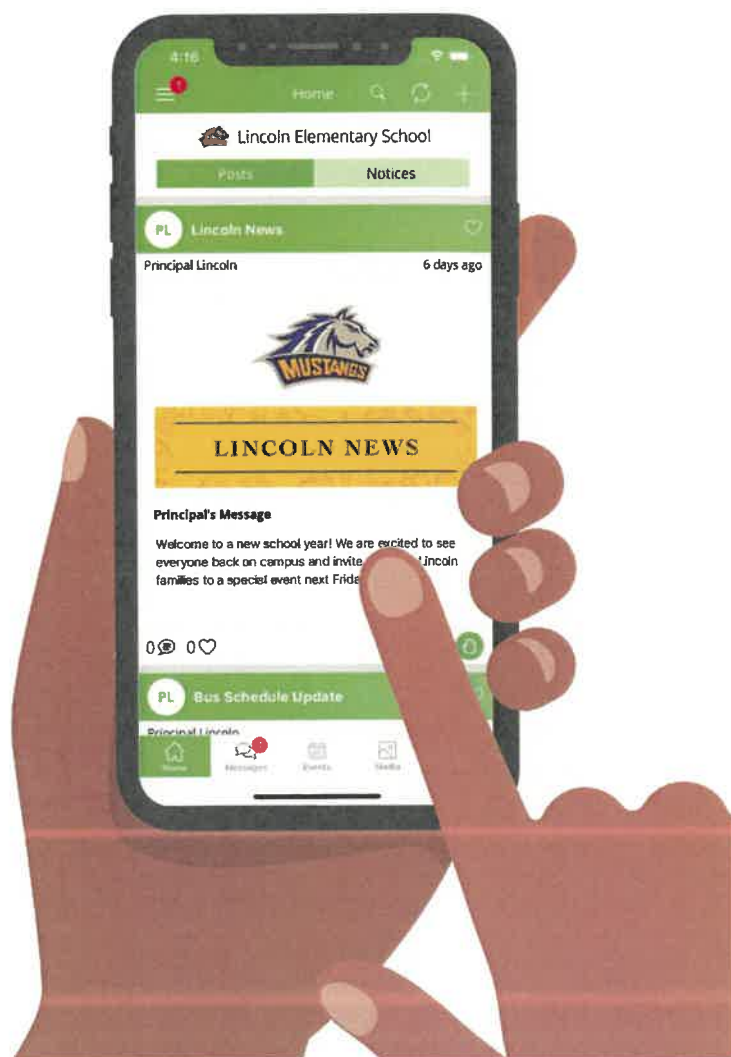 4:16
Home
Lincoln Elementary School
Posts
Notices
PL Lincoln News
Principal Lincoln 6 days ago
MUSTANGS
LINCOLN NEWS
Principal's Message
Welcome to a new school year! We are excited to see
everyone back on campus and invite Lincoln
families to a special event next
0 0
PL Bus Schedule Update
Principal Lincoln
Home
Messages
Events
Media